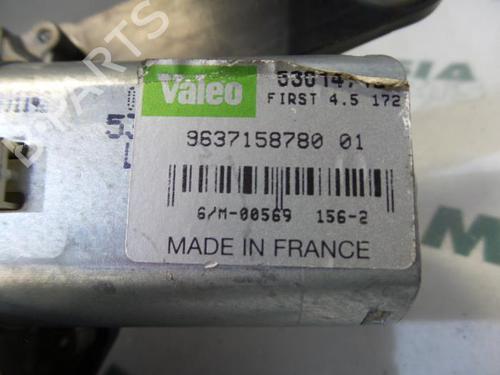 Valeo
FIRST 4.5 172
9637158780 01
6/M-00569 156-2
MADE IN FRANCE